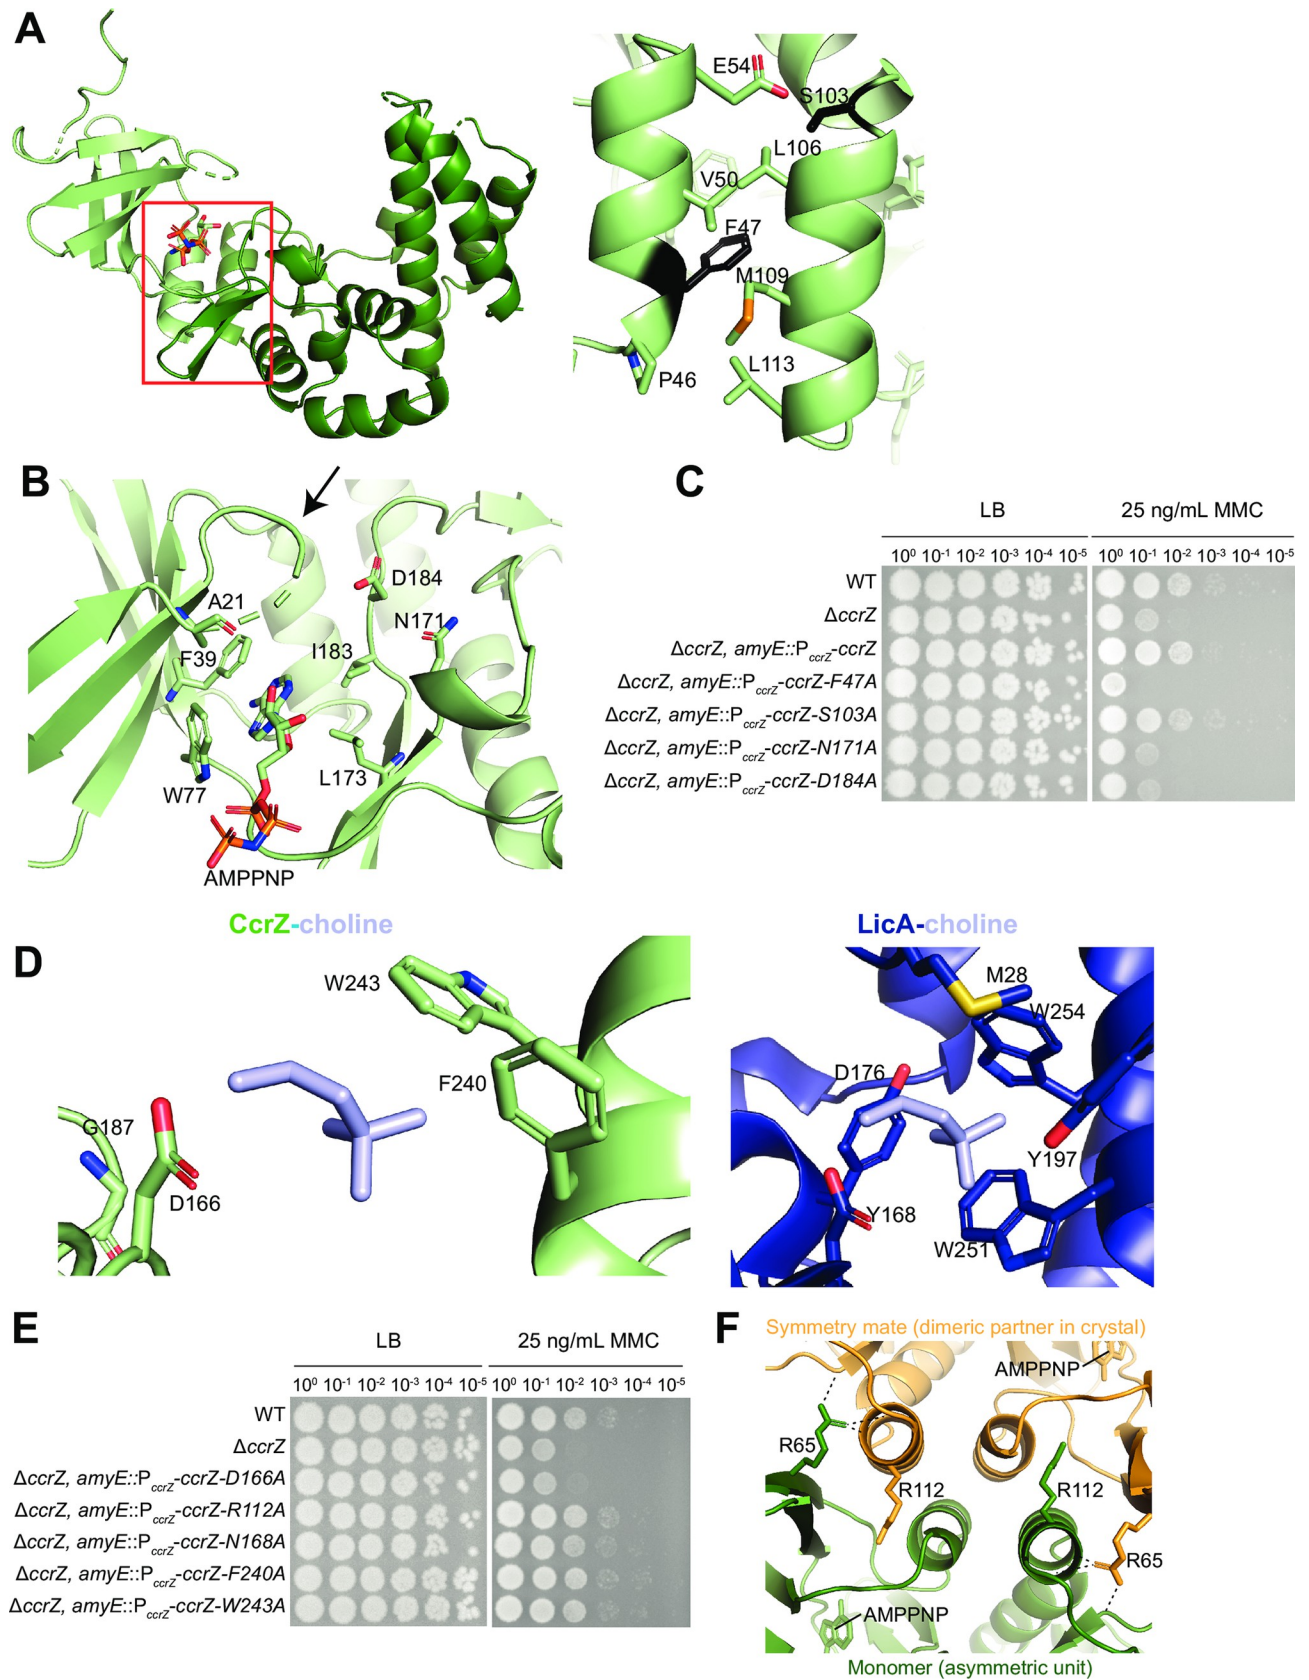 A
E54
S103
L106
V50
F47
M109
L113
P46
B
D184
A21
N171
F39
I183
L173
W77
AMPPNP
C
LB 25 ng/mL MMC
10⁰ 10⁻¹ 10⁻² 10⁻³ 10⁻⁴ 10⁻⁵ 10⁰ 10⁻¹ 10⁻² 10⁻³ 10⁻⁴ 10⁻⁵
WT
ΔccrZ
ΔccrZ, amyE::PccrZ-ccrZ
ΔccrZ, amyE::PccrZ-ccrZ-F47A
ΔccrZ, amyE::PccrZ-ccrZ-S103A
ΔccrZ, amyE::PccrZ-ccrZ-N171A
ΔccrZ, amyE::PccrZ-ccrZ-D184A
D
CcrZ-choline
W243
F240
G187
D166
LicA-choline
M28
W254
D176
Y197
Y168
W251
E
LB 25 ng/mL MMC
10⁰ 10⁻¹ 10⁻² 10⁻³ 10⁻⁴ 10⁻⁵ 10⁰ 10⁻¹ 10⁻² 10⁻³ 10⁻⁴ 10⁻⁵
WT
ΔccrZ
ΔccrZ, amyE::PccrZ-ccrZ-D166A
ΔccrZ, amyE::PccrZ-ccrZ-R112A
ΔccrZ, amyE::PccrZ-ccrZ-N168A
ΔccrZ, amyE::PccrZ-ccrZ-F240A
ΔccrZ, amyE::PccrZ-ccrZ-W243A
F
Symmetry mate (dimeric partner in crystal)
AMPPNP
R65
R112
R112
R65
AMPPNP
Monomer (asymmetric unit)